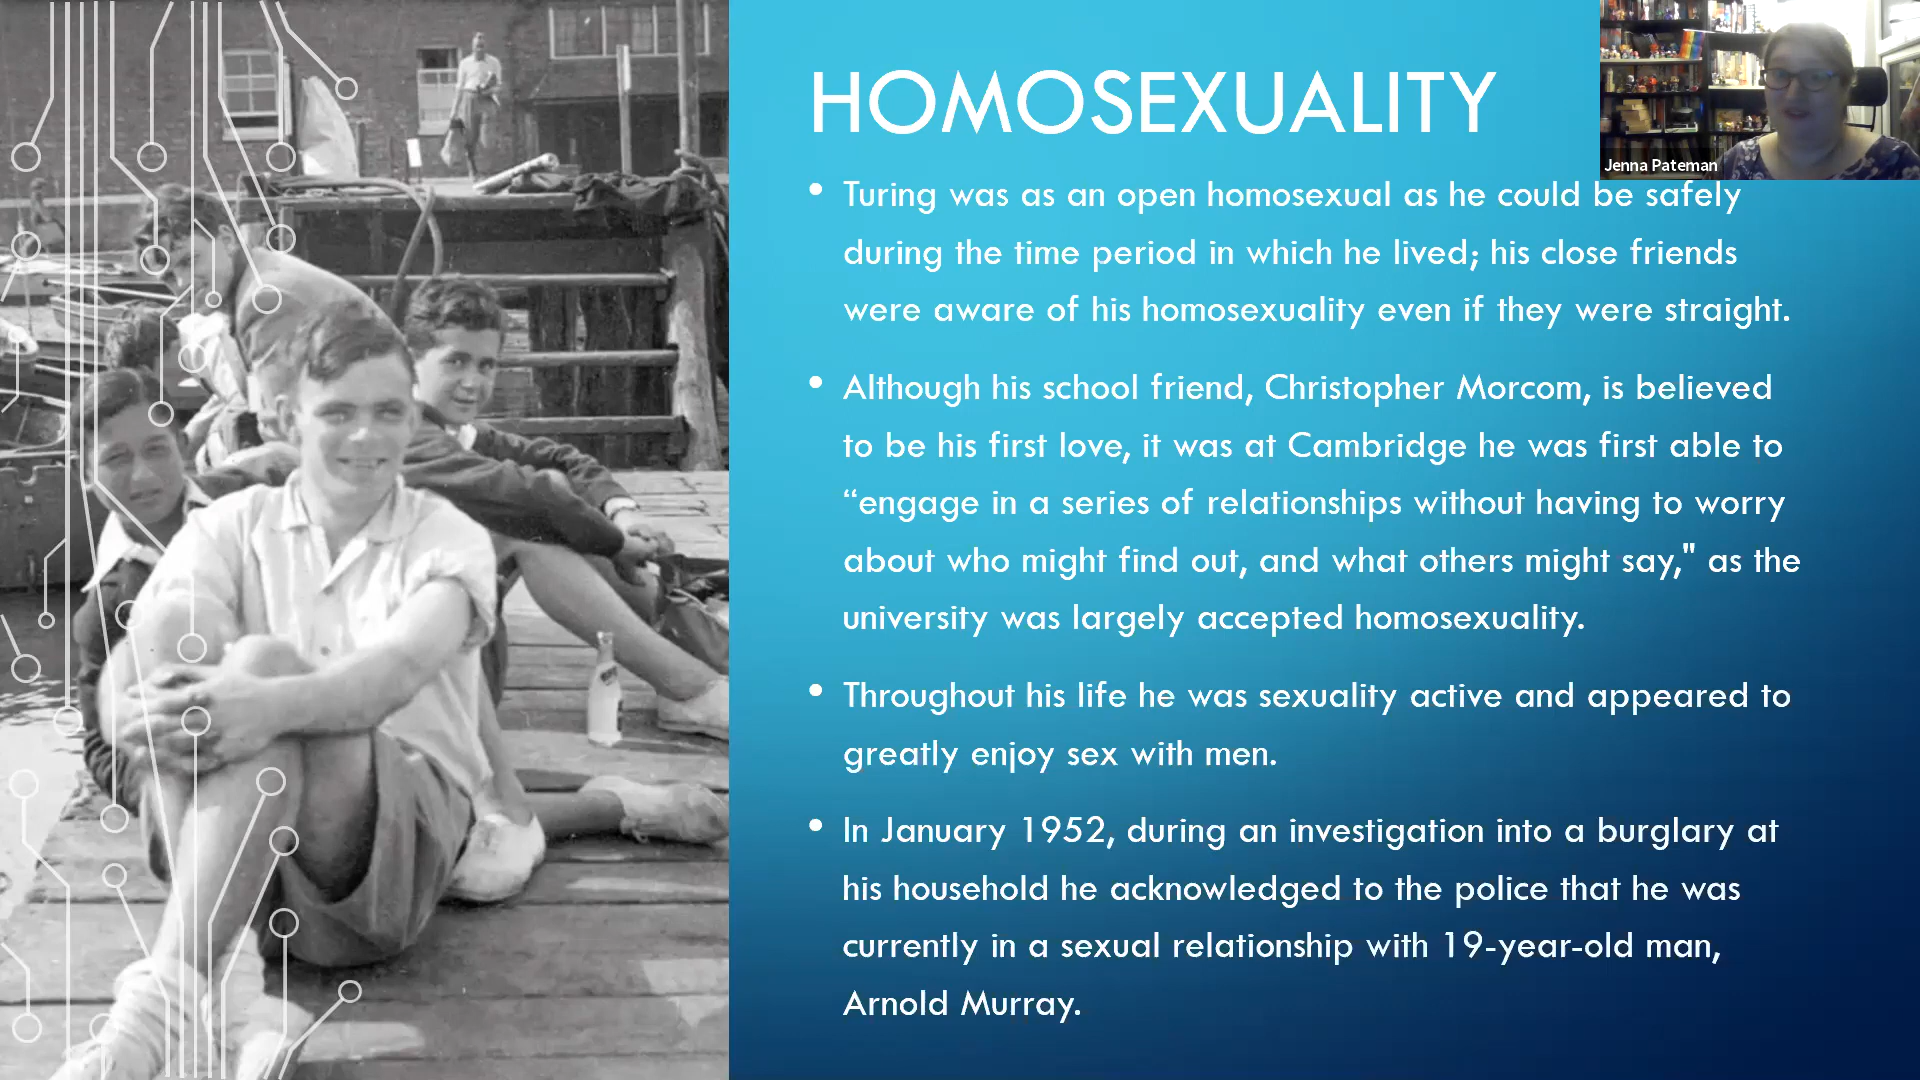 HOMOSEXUALITY
Jenna Pateman
• Turing was as an open homosexual as he could be safely
during the time period in which he lived; his close friends
were aware of his homosexuality even if they were straight.
• Although his school friend, Christopher Morcom, is believed
to be his first love, it was at Cambridge he was first able to
“engage in a series of relationships without having to worry
about who might find out, and what others might say," as the
university was largely accepted homosexuality.
• Throughout his life he was sexuality active and appeared to
greatly enjoy sex with men.
• In January 1952, during an investigation into a burglary at
his household he acknowledged to the police that he was
currently in a sexual relationship with 19-year-old man,
Arnold Murray.